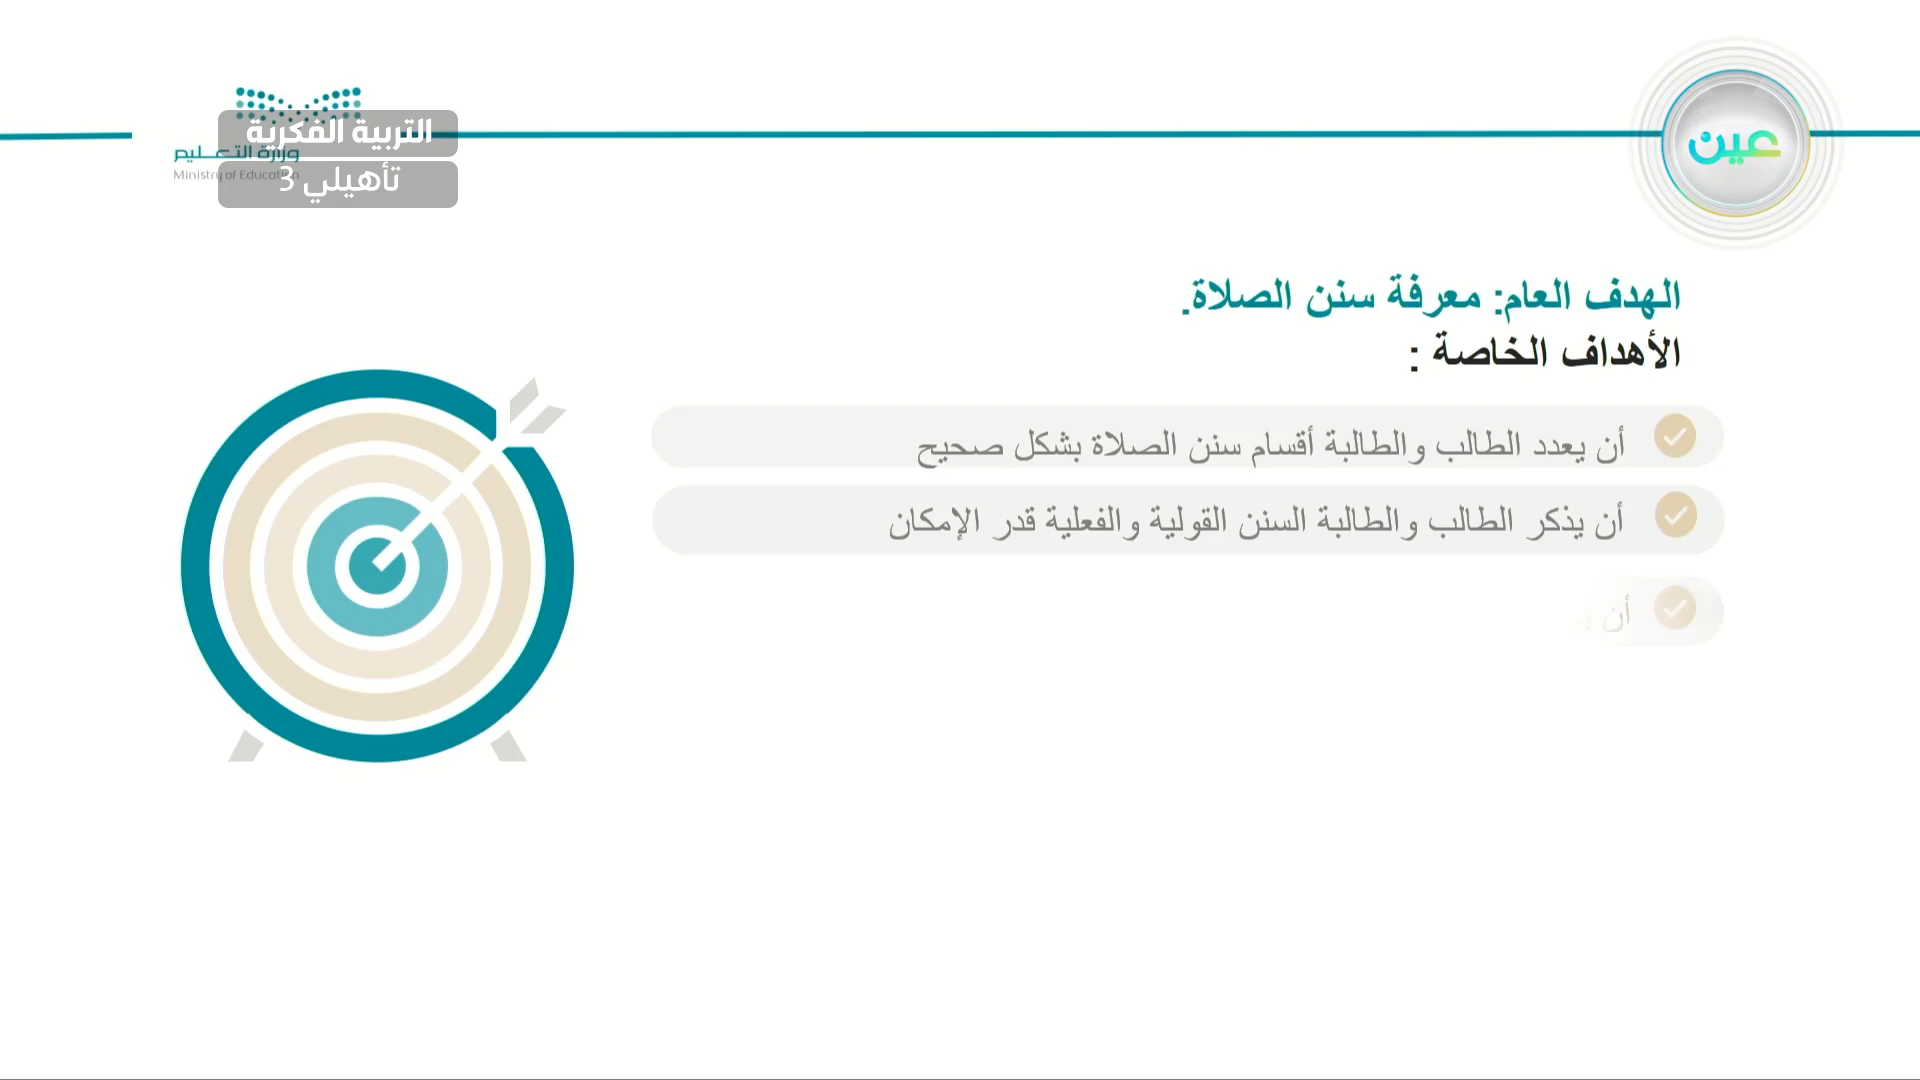 التربية الفكرية
وزارة التعليم
Ministry of Education
تأهيلي 3
عين
الهدف العام: معرفة سنن الصلاة.
الأهداف الخاصة :
أن يعدد الطالب والطالبة أقسام سنن الصلاة بشكل صحيح
أن يذكر الطالب والطالبة السنن القولية والفعلية قدر الإمكان
أن